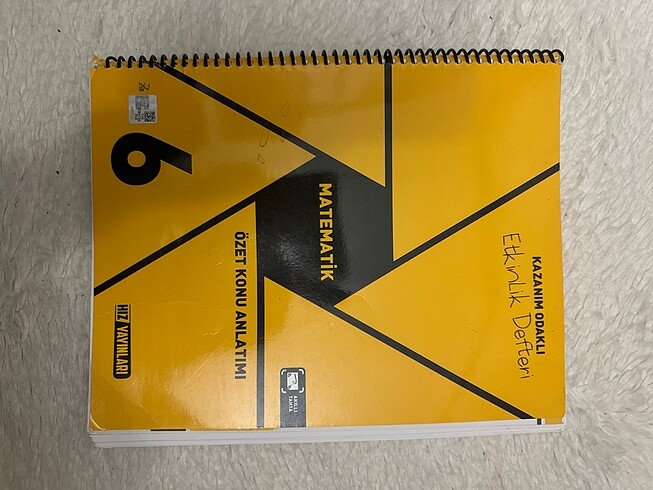 KAZANIM ODAKLI
Etkinlik Defteri
MATEMATİK
ÖZET KONU ANLATIMI
6
AKILLI
TAHTA
HIZ YAYINLARI